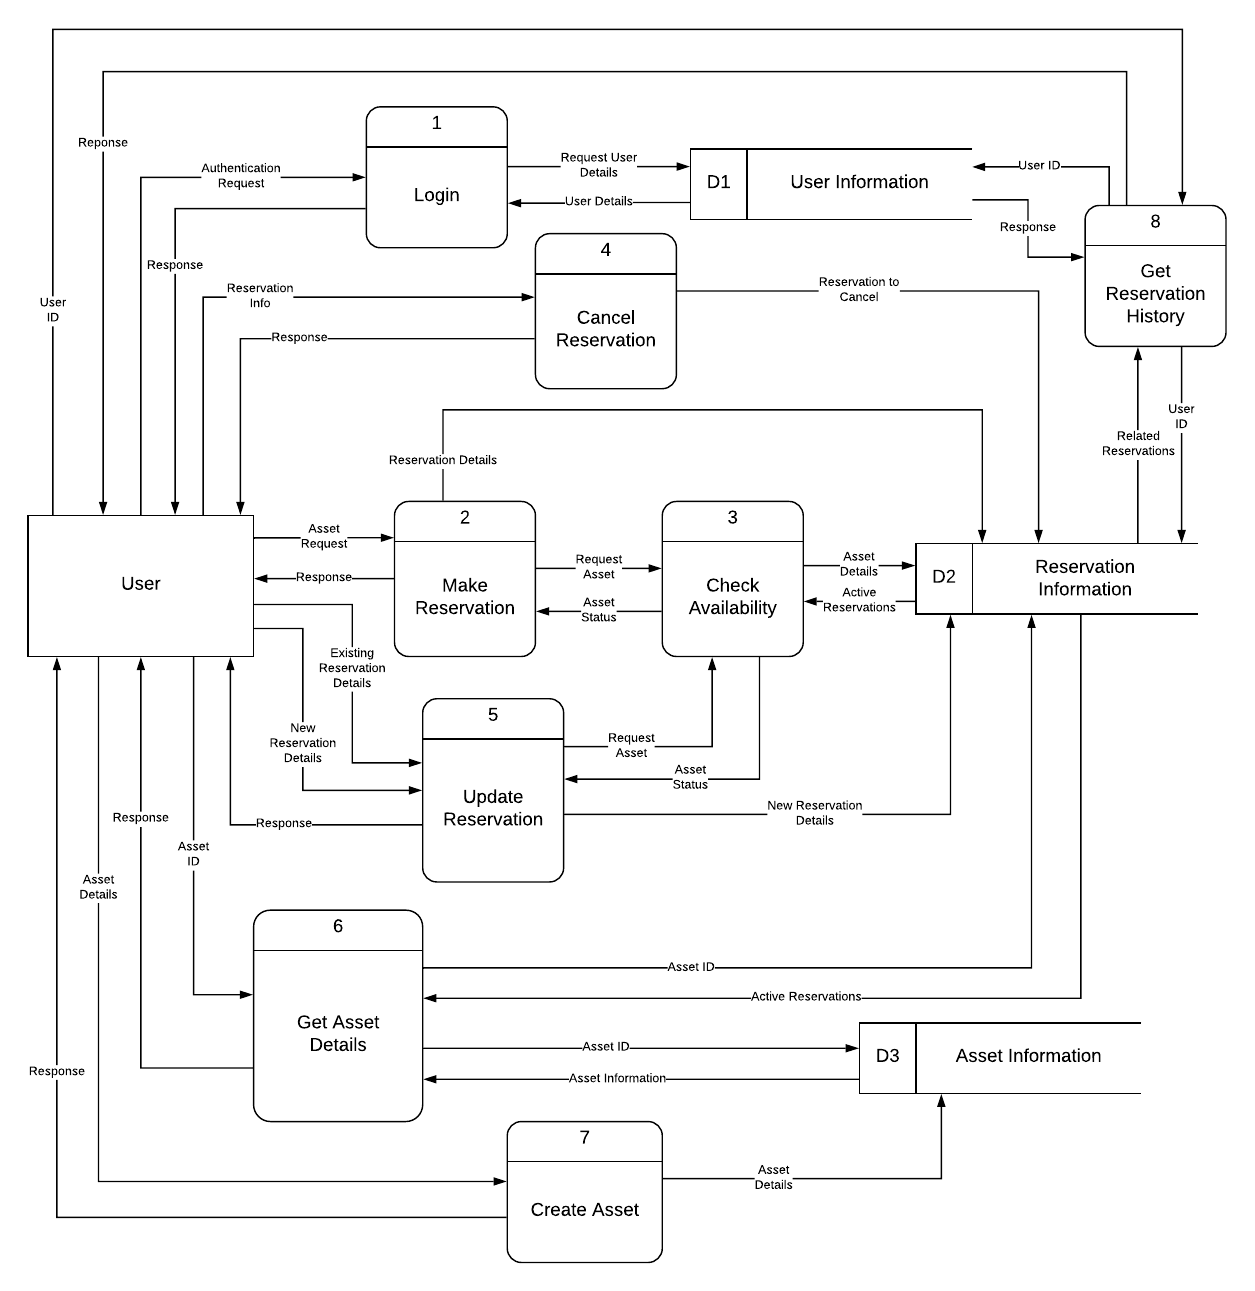 Reponse
1
Authentication
Request
Login
Request User
Details
User Details
D1
User Information
User ID
Response
8
Get
Reservation
History
Response
User
ID
Reservation
Info
4
Cancel
Reservation
Response
Reservation to
Cancel
User
ID
Related
Reservations
Reservation Details
User
Asset
Request
Response
2
Make
Reservation
Request
Asset
Asset
Status
3
Check
Availability
Asset
Details
Active
Reservations
D2
Reservation
Information
Existing
Reservation
Details
New
Reservation
Details
Response
5
Update
Reservation
Request
Asset
Asset
Status
New Reservation
Details
Response
Asset
ID
Asset
Details
6
Get Asset
Details
Asset ID
Active Reservations
Asset ID
Asset Information
D3
Asset Information
Response
7
Create Asset
Asset
Details